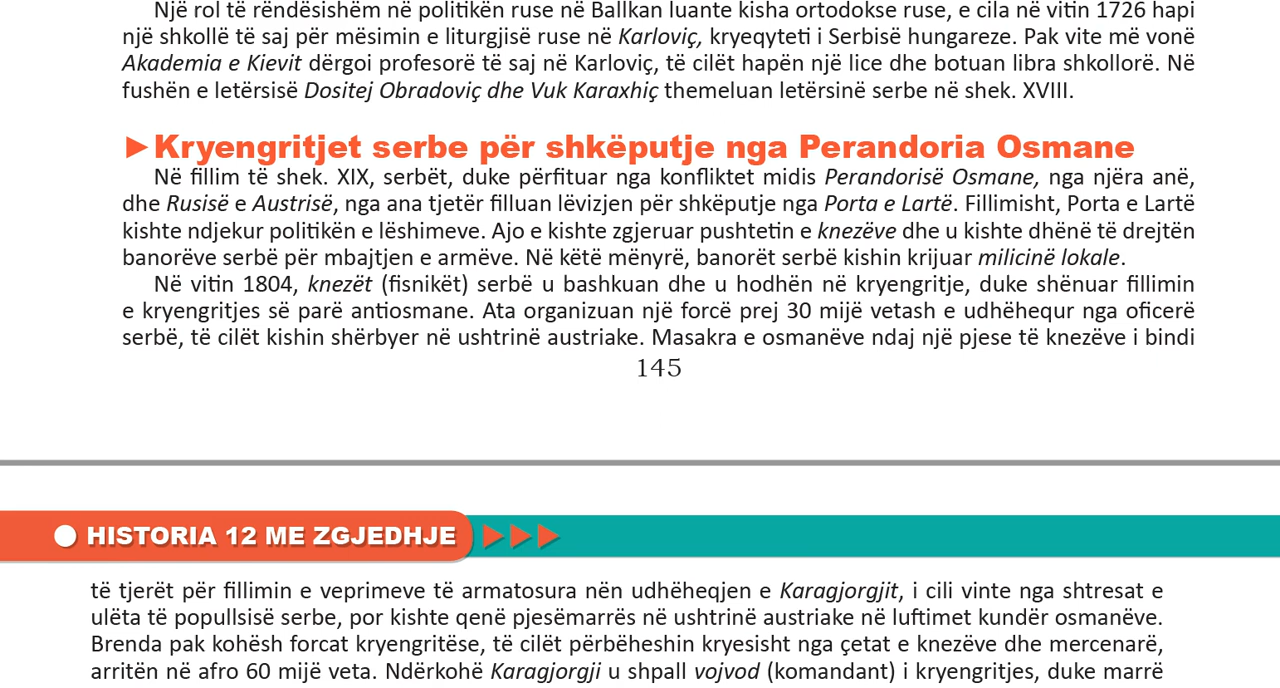 Një rol të rëndësishëm në politikën ruse në Ballkan luante kisha ortodokse ruse, e cila në vitin 1726 hapi
një shkollë të saj për mësimin e liturgjisë ruse në Karloviç, kryeqyteti i Serbisë hungareze. Pak vite më vonë
Akademia e Kievit dërgoi profesorë të saj në Karloviç, të cilët hapën një lice dhe botuan libra shkollorë. Në
fushën e letërsisë Dositej Obradoviç dhe Vuk Karaxhiç themeluan letërsinë serbe në shek. XVIII.
►Kryengritjet serbe për shkëputje nga Perandoria Osmane
Në fillim të shek. XIX, serbët, duke përfituar nga konfliktet midis Perandorisë Osmane, nga njëra anë,
dhe Rusisë e Austrisë, nga ana tjetër filluan lëvizjen për shkëputje nga Porta e Lartë. Fillimisht, Porta e Lartë
kishte ndjekur politikën e lëshimeve. Ajo e kishte zgjeruar pushtetin e knezëve dhe u kishte dhënë të drejtën
banorëve serbë për mbajtjen e armëve. Në këtë mënyrë, banorët serbë kishin krijuar milicinë lokale.
Në vitin 1804, knezët (fisnikët) serbë u bashkuan dhe u hodhën në kryengritje, duke shënuar fillimin
e kryengritjes së parë antiosmane. Ata organizuan një forcë prej 30 mijë vetash e udhëhequr nga oficerë
serbë, të cilët kishin shërbyer në ushtrinë austriake. Masakra e osmanëve ndaj një pjese të knezëve i bindi
145
HISTORIA 12 ME ZGJEDHJE
të tjerët për fillimin e veprimeve të armatosura nën udhëheqjen e Karagjorgjit, i cili vinte nga shtresat e
ulëta të popullsisë serbe, por kishte qenë pjesëmarrës në ushtrinë austriake në luftimet kundër osmanëve.
Brenda pak kohësh forcat kryengritëse, të cilët përbëheshin kryesisht nga çetat e knezëve dhe mercenarë,
arritën në afro 60 mijë veta. Ndërkohë Karagjorgji u shpall vojvod (komandant) i kryengritjes, duke marrë